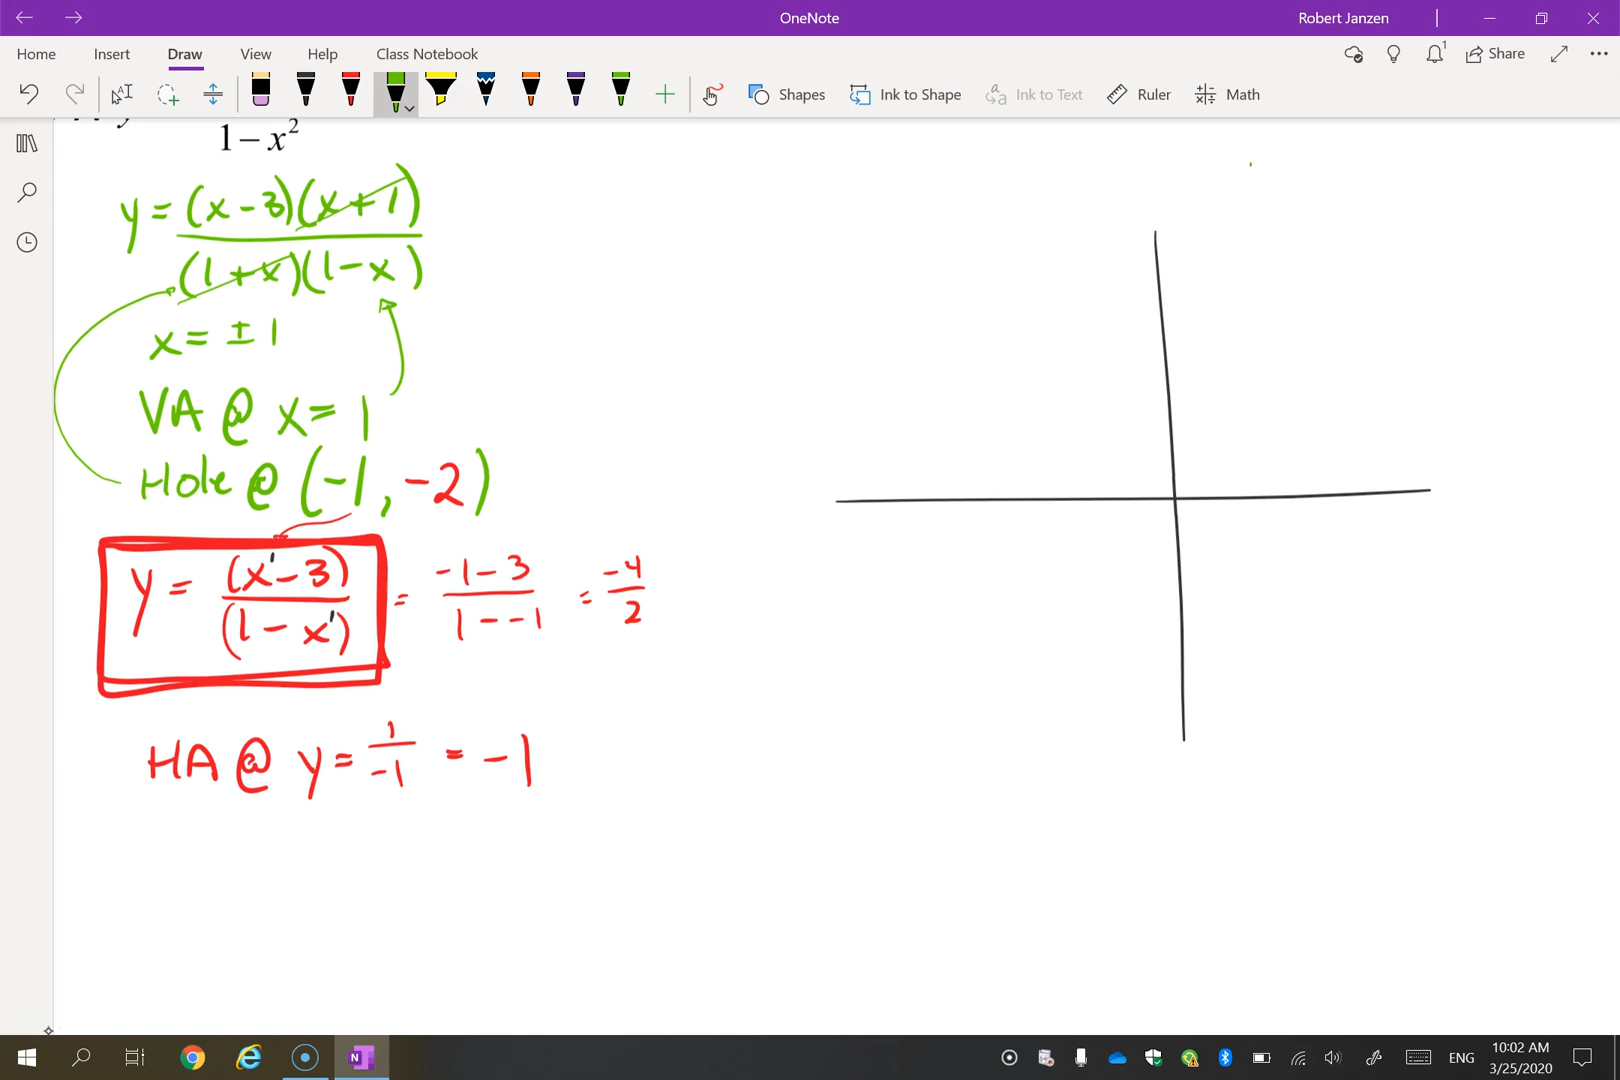 OneNote
Robert Janzen
Home Insert Draw View Help Class Notebook
1
Share
Shapes Ink to Shape Ink to Text Ruler Math
1 − x²
y = (x − 3)(x + 1)
(1 + x)(1 − x)
x = ± 1
VA @ x = 1
Hole @ (−1, −2)
y = (x' − 3) = −1 − 3 = −4
(1 − x') 1 − −1 2
HA @ y = 1 = −1
−1
ENG
10:02 AM
3/25/2020